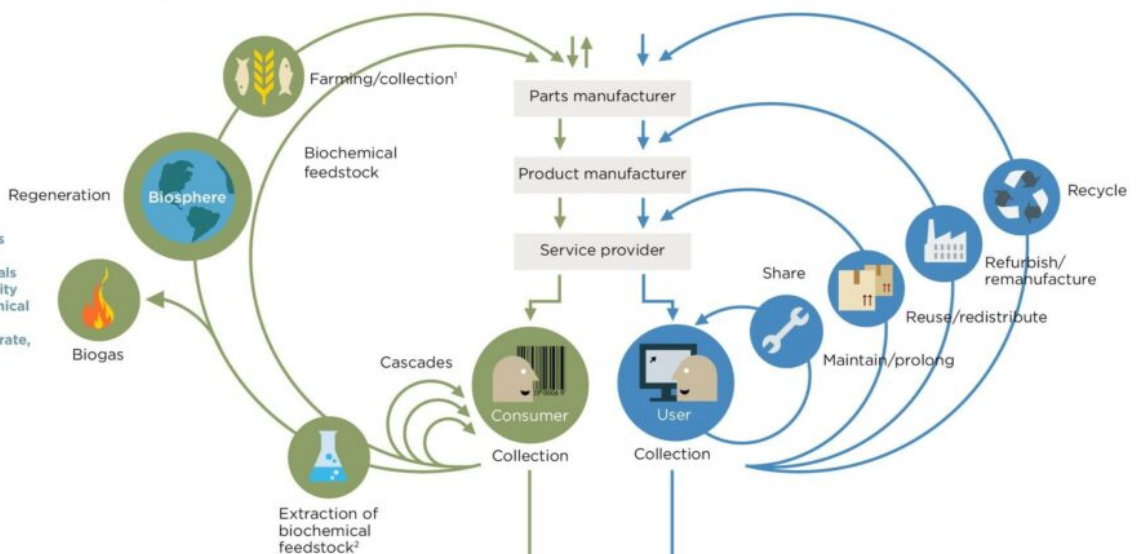 Farming/collection¹
Parts manufacturer
Biochemical
feedstock
Product manufacturer
Regeneration
Biosphere
Recycle
Service provider
Share
Refurbish/
remanufacture
Reuse/redistribute
Biogas
Cascades
Maintain/prolong
Consumer
User
Collection
Collection
Extraction of
biochemical
feedstock²